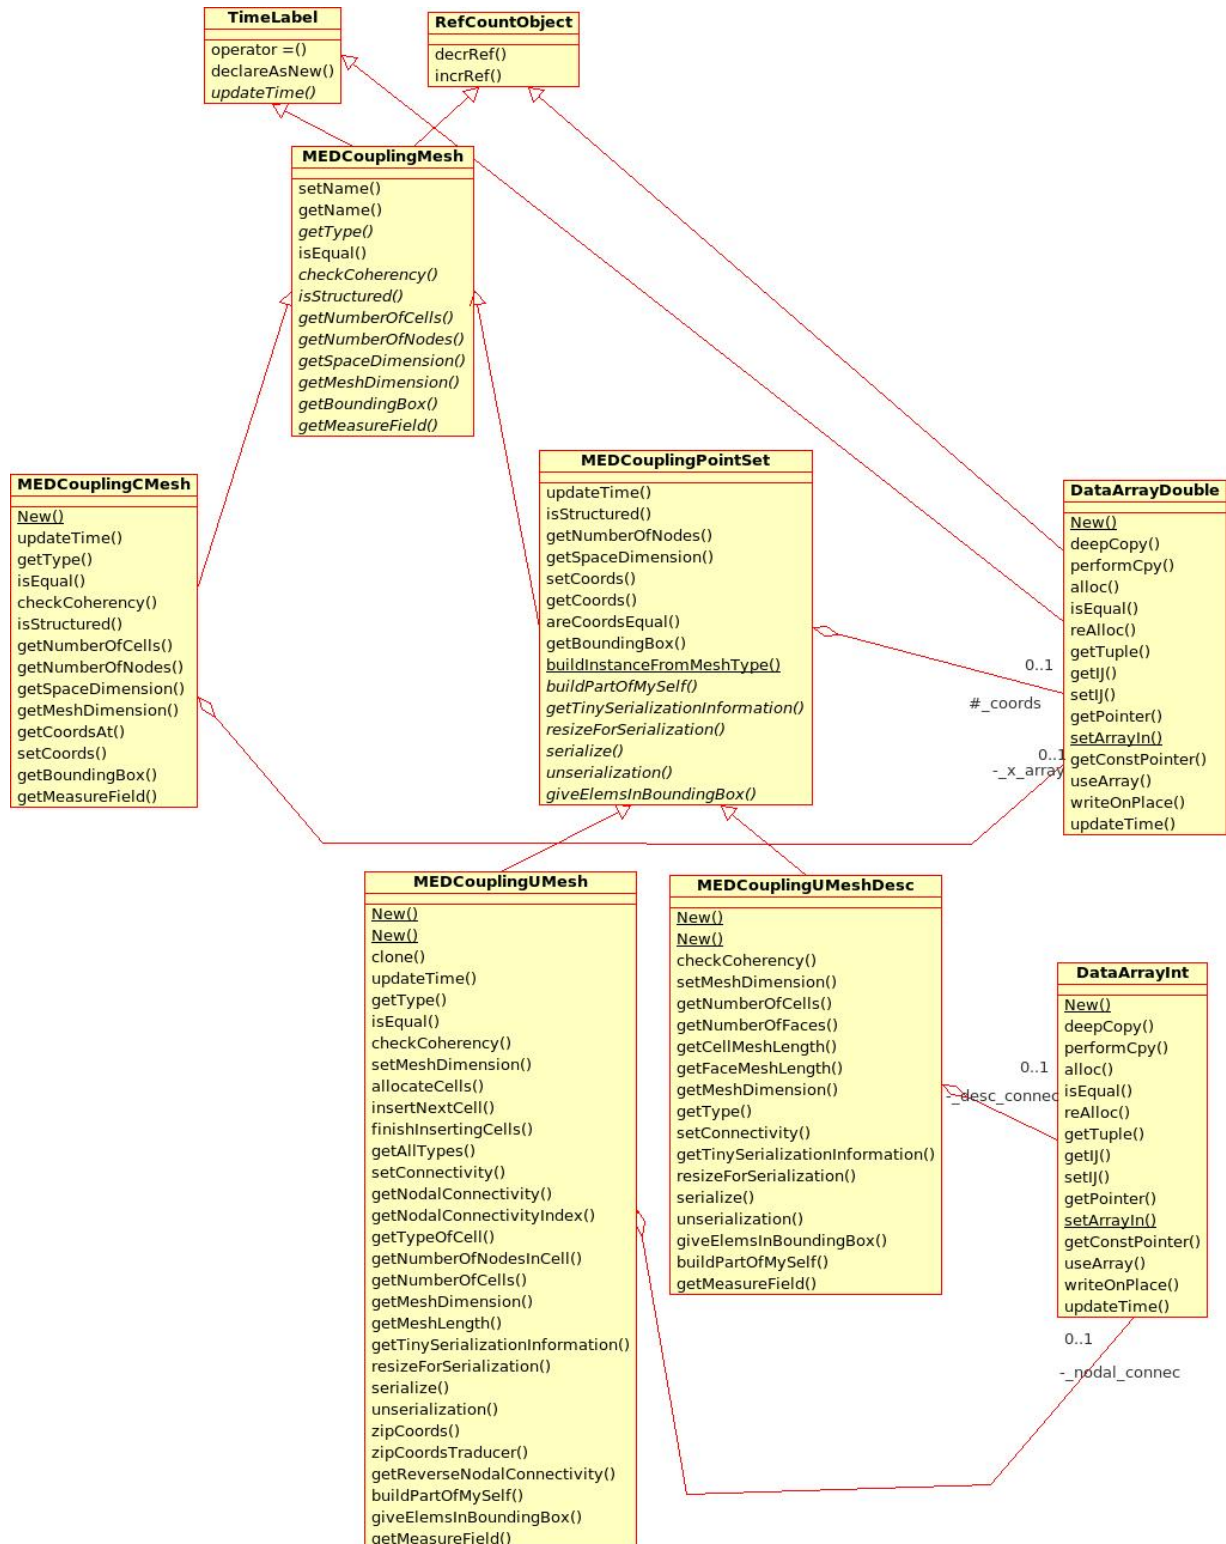 TimeLabel
operator =()
declareAsNew()
updateTime()
RefCountObject
decrRef()
incrRef()
MEDCouplingMesh
setName()
getName()
getType()
isEqual()
checkCoherency()
isStructured()
getNumberOfCells()
getNumberOfNodes()
getSpaceDimension()
getMeshDimension()
getBoundingBox()
getMeasureField()
MEDCouplingCMesh
New()
updateTime()
getType()
isEqual()
checkCoherency()
isStructured()
getNumberOfCells()
getNumberOfNodes()
getSpaceDimension()
getMeshDimension()
getCoordsAt()
setCoords()
getBoundingBox()
getMeasureField()
MEDCouplingPointSet
updateTime()
isStructured()
getNumberOfNodes()
getSpaceDimension()
setCoords()
getCoords()
areCoordsEqual()
getBoundingBox()
buildInstanceFromMeshType()
buildPartOfMySelf()
getTinySerializationInformation()
resizeForSerialization()
serialize()
unserialization()
giveElemsInBoundingBox()
0..1
#_coords
0..1
-_x_array
DataArrayDouble
New()
deepCopy()
performCpy()
alloc()
isEqual()
reAlloc()
getTuple()
getIJ()
setIJ()
getPointer()
setArrayIn()
getConstPointer()
useArray()
writeOnPlace()
updateTime()
MEDCouplingUMesh
New()
New()
clone()
updateTime()
getType()
isEqual()
checkCoherency()
setMeshDimension()
allocateCells()
insertNextCell()
finishInsertingCells()
getAllTypes()
setConnectivity()
getNodalConnectivity()
getNodalConnectivityIndex()
getTypeOfCell()
getNumberOfNodesInCell()
getNumberOfCells()
getMeshDimension()
getMeshLength()
getTinySerializationInformation()
resizeForSerialization()
serialize()
unserialization()
zipCoords()
zipCoordsTraducer()
getReverseNodalConnectivity()
buildPartOfMySelf()
giveElemsInBoundingBox()
getMeasureField()
MEDCouplingUMeshDesc
New()
New()
checkCoherency()
setMeshDimension()
getNumberOfCells()
getNumberOfFaces()
getCellMeshLength()
getFaceMeshLength()
getMeshDimension()
getType()
setConnectivity()
getTinySerializationInformation()
resizeForSerialization()
serialize()
unserialization()
giveElemsInBoundingBox()
buildPartOfMySelf()
getMeasureField()
0..1
-_desc_connec
DataArrayInt
New()
deepCopy()
performCpy()
alloc()
isEqual()
reAlloc()
getTuple()
getIJ()
setIJ()
getPointer()
setArrayIn()
getConstPointer()
useArray()
writeOnPlace()
updateTime()
0..1
-_nodal_connec